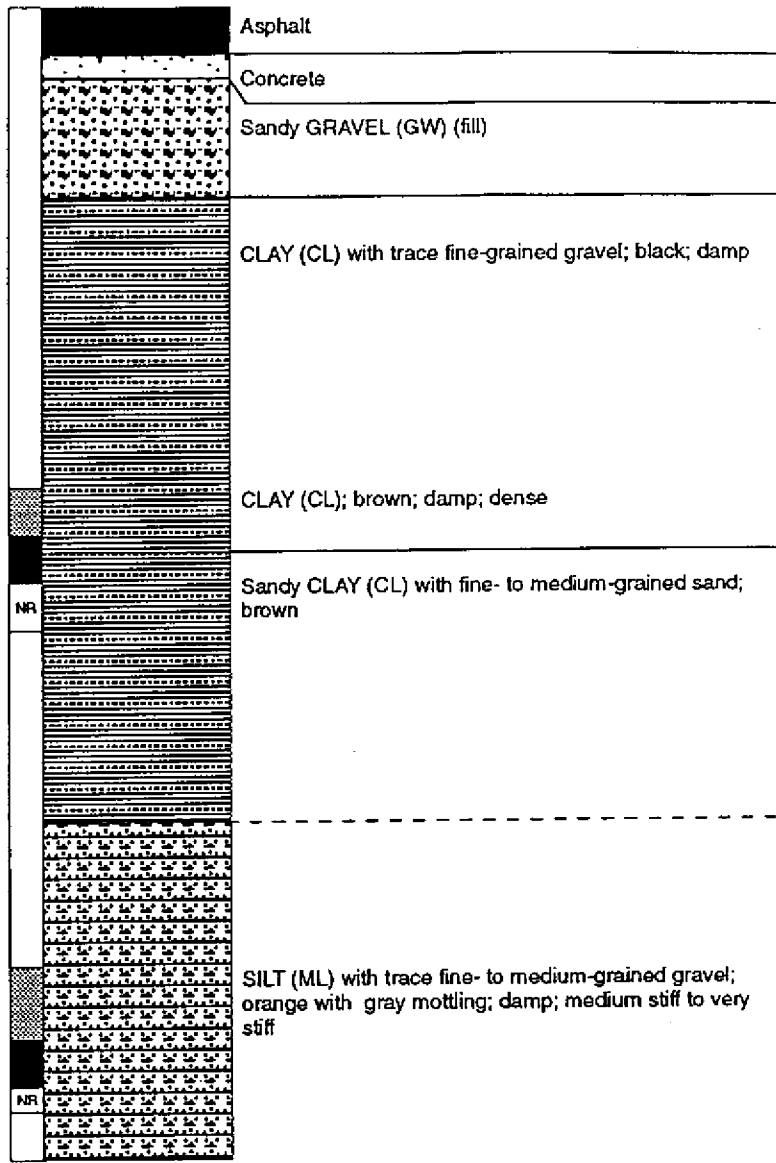 Asphalt
Concrete
Sandy GRAVEL (GW) (fill)
CLAY (CL) with trace fine-grained gravel; black; damp
CLAY (CL); brown; damp; dense
Sandy CLAY (CL) with fine- to medium-grained sand;
brown
NR
SILT (ML) with trace fine- to medium-grained gravel;
orange with gray mottling; damp; medium stiff to very
stiff
NR